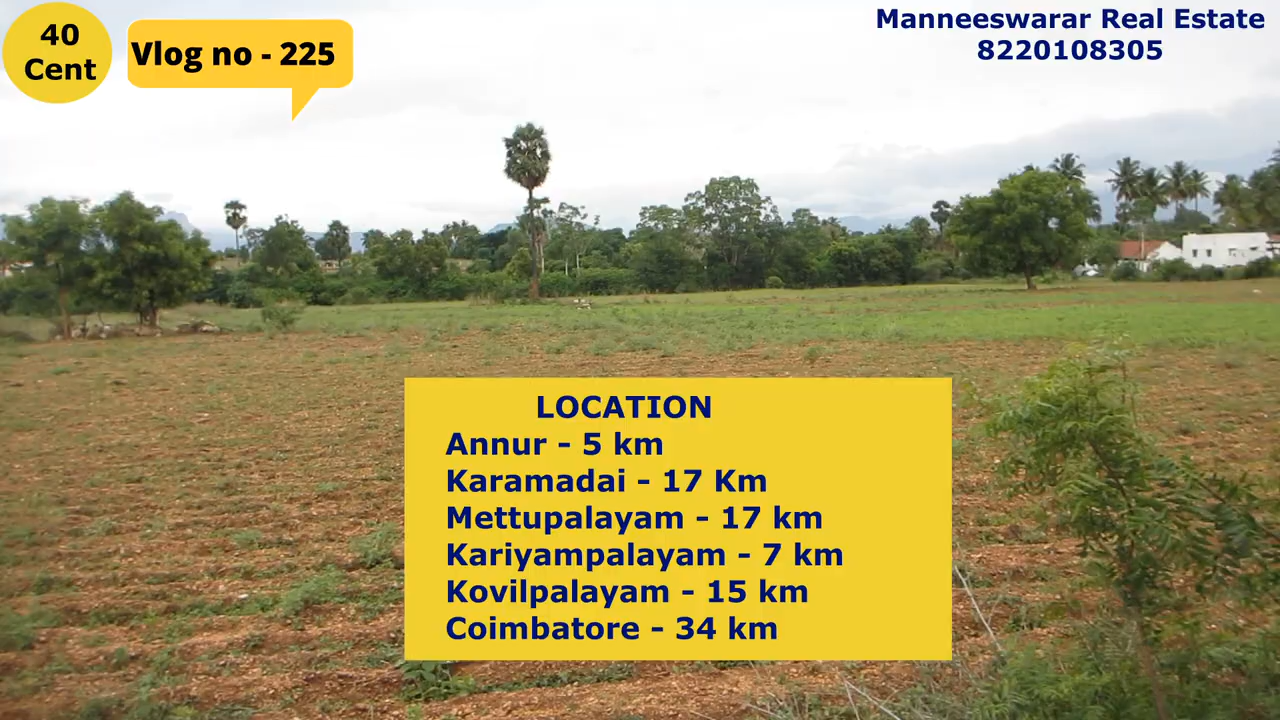 40
Cent
Vlog no - 225
Manneeswarar Real Estate
8220108305
LOCATION
Annur - 5 km
Karamadai - 17 Km
Mettupalayam - 17 km
Kariyampalayam - 7 km
Kovilpalayam - 15 km
Coimbatore - 34 km